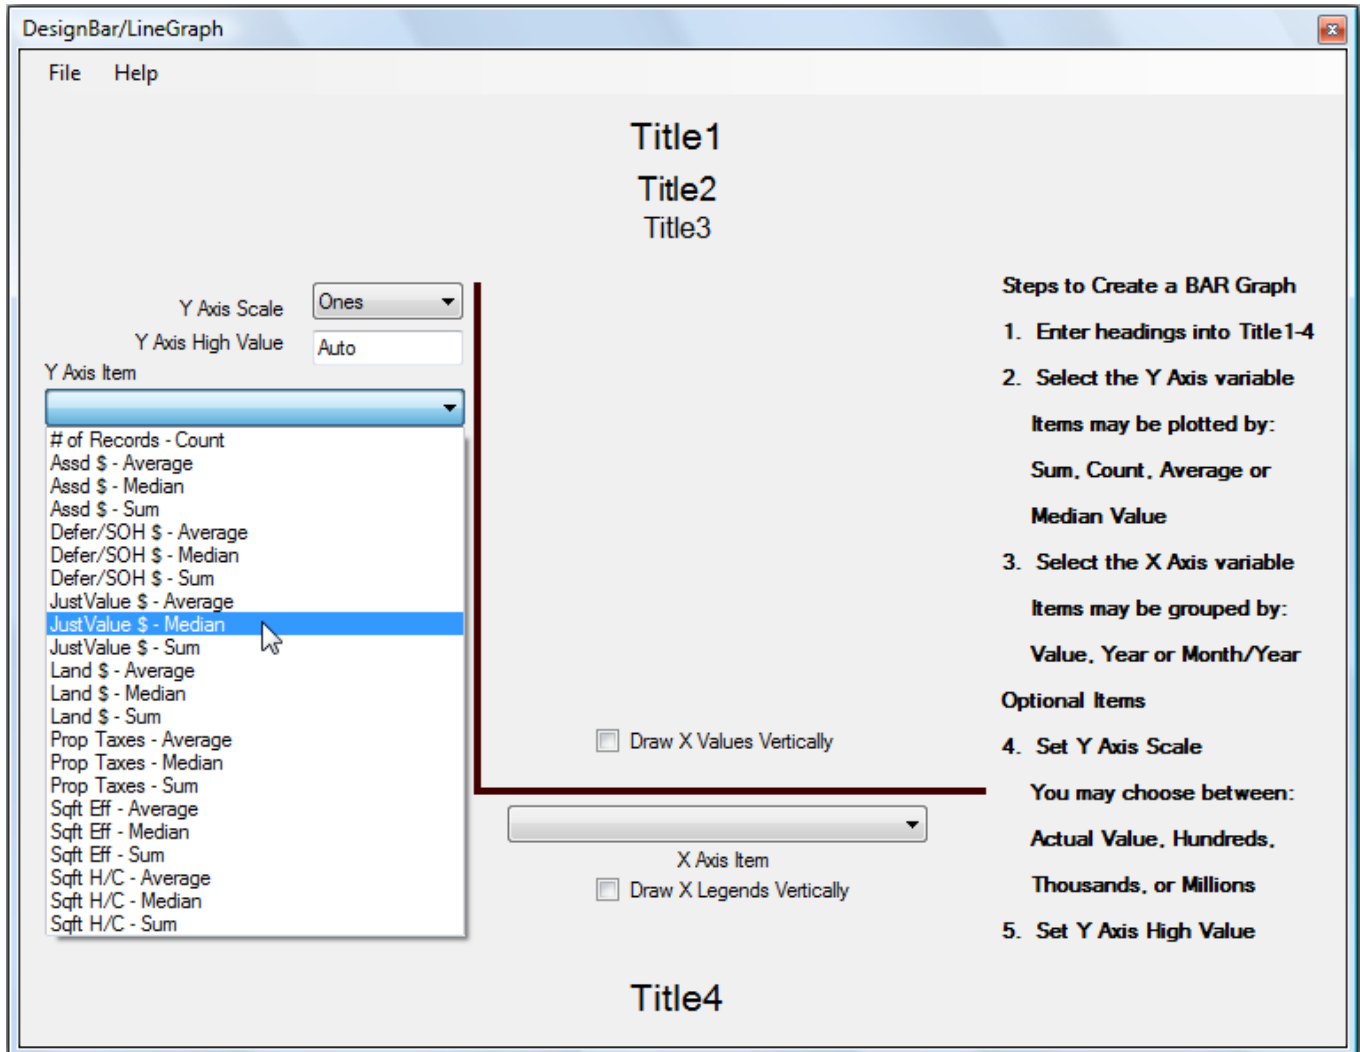 DesignBar/LineGraph
File Help
Title1
Title2
Title3
Y Axis Scale Ones
Y Axis High Value Auto
Y Axis Item
# of Records - Count
Assd $ - Average
Assd $ - Median
Assd $ - Sum
Defer/SOH $ - Average
Defer/SOH $ - Median
Defer/SOH $ - Sum
JustValue $ - Average
JustValue $ - Median
JustValue $ - Sum
Land $ - Average
Land $ - Median
Land $ - Sum
Prop Taxes - Average
Prop Taxes - Median
Prop Taxes - Sum
Sqft Eff - Average
Sqft Eff - Median
Sqft Eff - Sum
Sqft H/C - Average
Sqft H/C - Median
Sqft H/C - Sum
Draw X Values Vertically
X Axis Item
Draw X Legends Vertically
Steps to Create a BAR Graph
1. Enter headings into Title1-4
2. Select the Y Axis variable
Items may be plotted by:
Sum, Count, Average or
Median Value
3. Select the X Axis variable
Items may be grouped by:
Value, Year or Month/Year
Optional Items
4. Set Y Axis Scale
You may choose between:
Actual Value, Hundreds,
Thousands, or Millions
5. Set Y Axis High Value
Title4